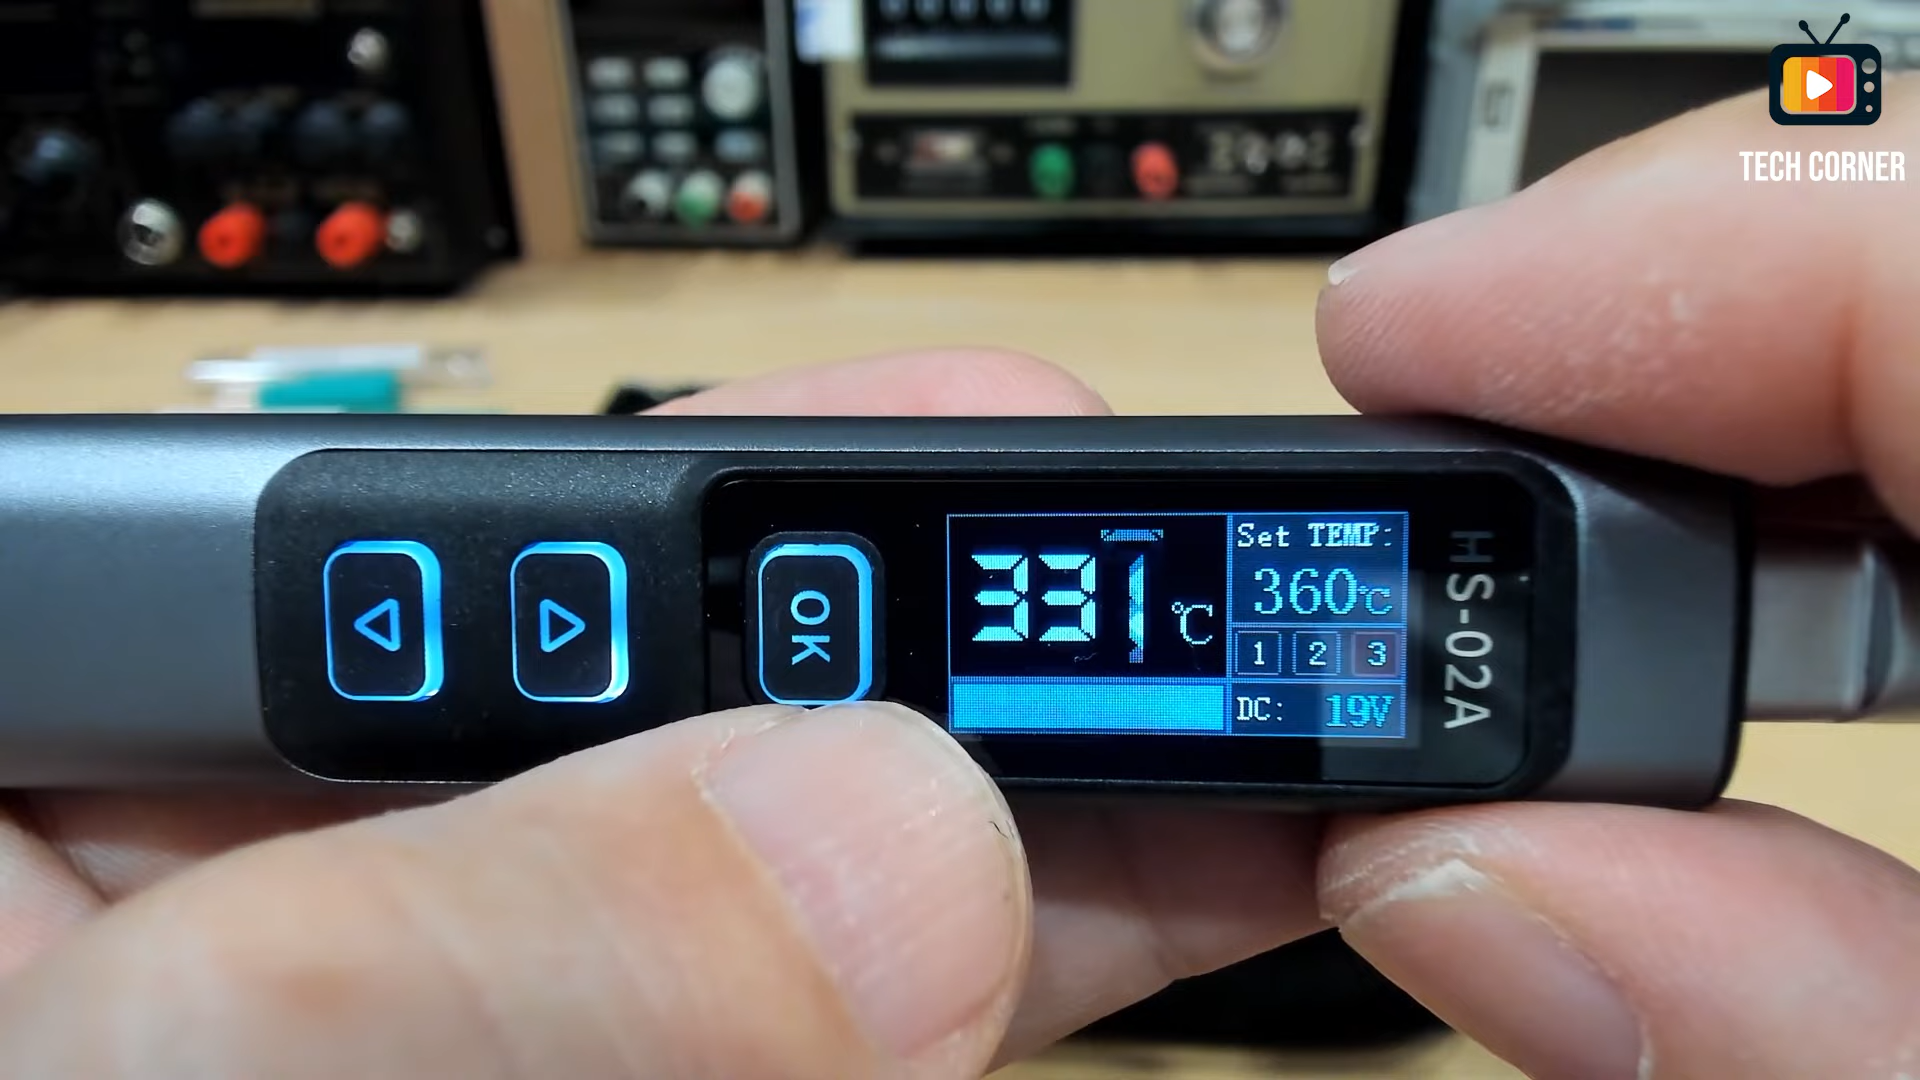 TECH CORNER
OK
331 ℃
Set TEMP:
360℃
1 2 3
DC: 19V
HS-02A